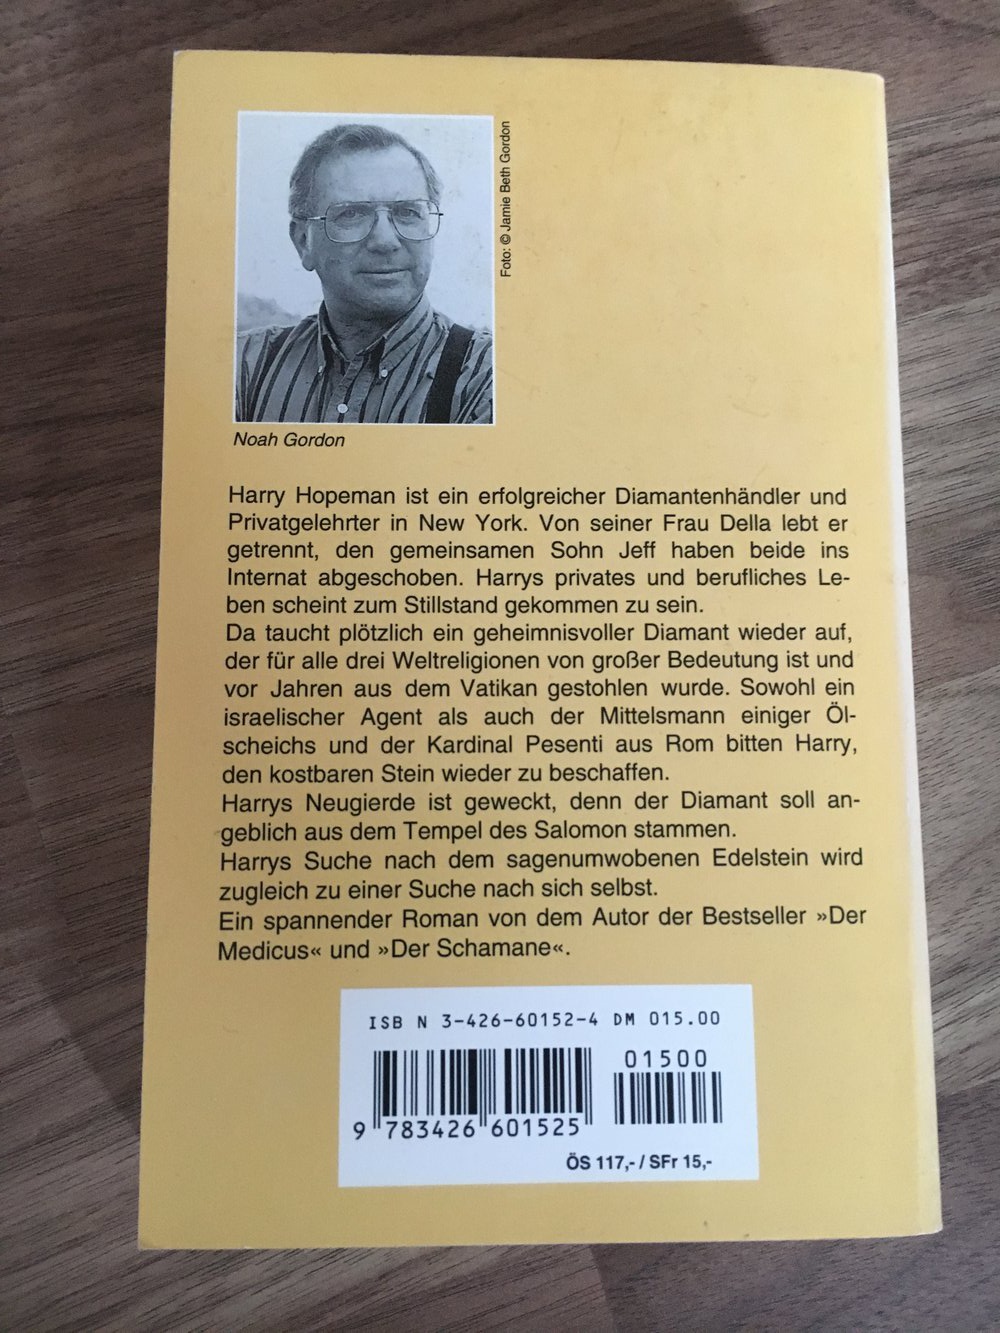 Foto: © Jamie Beth Gordon
Noah Gordon
Harry Hopeman ist ein erfolgreicher Diamantenhändler und
Privatgelehrter in New York. Von seiner Frau Della lebt er
getrennt, den gemeinsamen Sohn Jeff haben beide ins
Internat abgeschoben. Harrys privates und berufliches Le-
ben scheint zum Stillstand gekommen zu sein.
Da taucht plötzlich ein geheimnisvoller Diamant wieder auf,
der für alle drei Weltreligionen von großer Bedeutung ist und
vor Jahren aus dem Vatikan gestohlen wurde. Sowohl ein
israelischer Agent als auch der Mittelsmann einiger Öl-
scheichs und der Kardinal Pesenti aus Rom bitten Harry,
den kostbaren Stein wieder zu beschaffen.
Harrys Neugierde ist geweckt, denn der Diamant soll an-
geblich aus dem Tempel des Salomon stammen.
Harrys Suche nach dem sagenumwobenen Edelstein wird
zugleich zu einer Suche nach sich selbst.
Ein spannender Roman von dem Autor der Bestseller »Der
Medicus« und »Der Schamane«.
ISB N 3-426-60152-4 DM 015.00
01500
9 783426 601525
ÖS 117,- / SFr 15,-